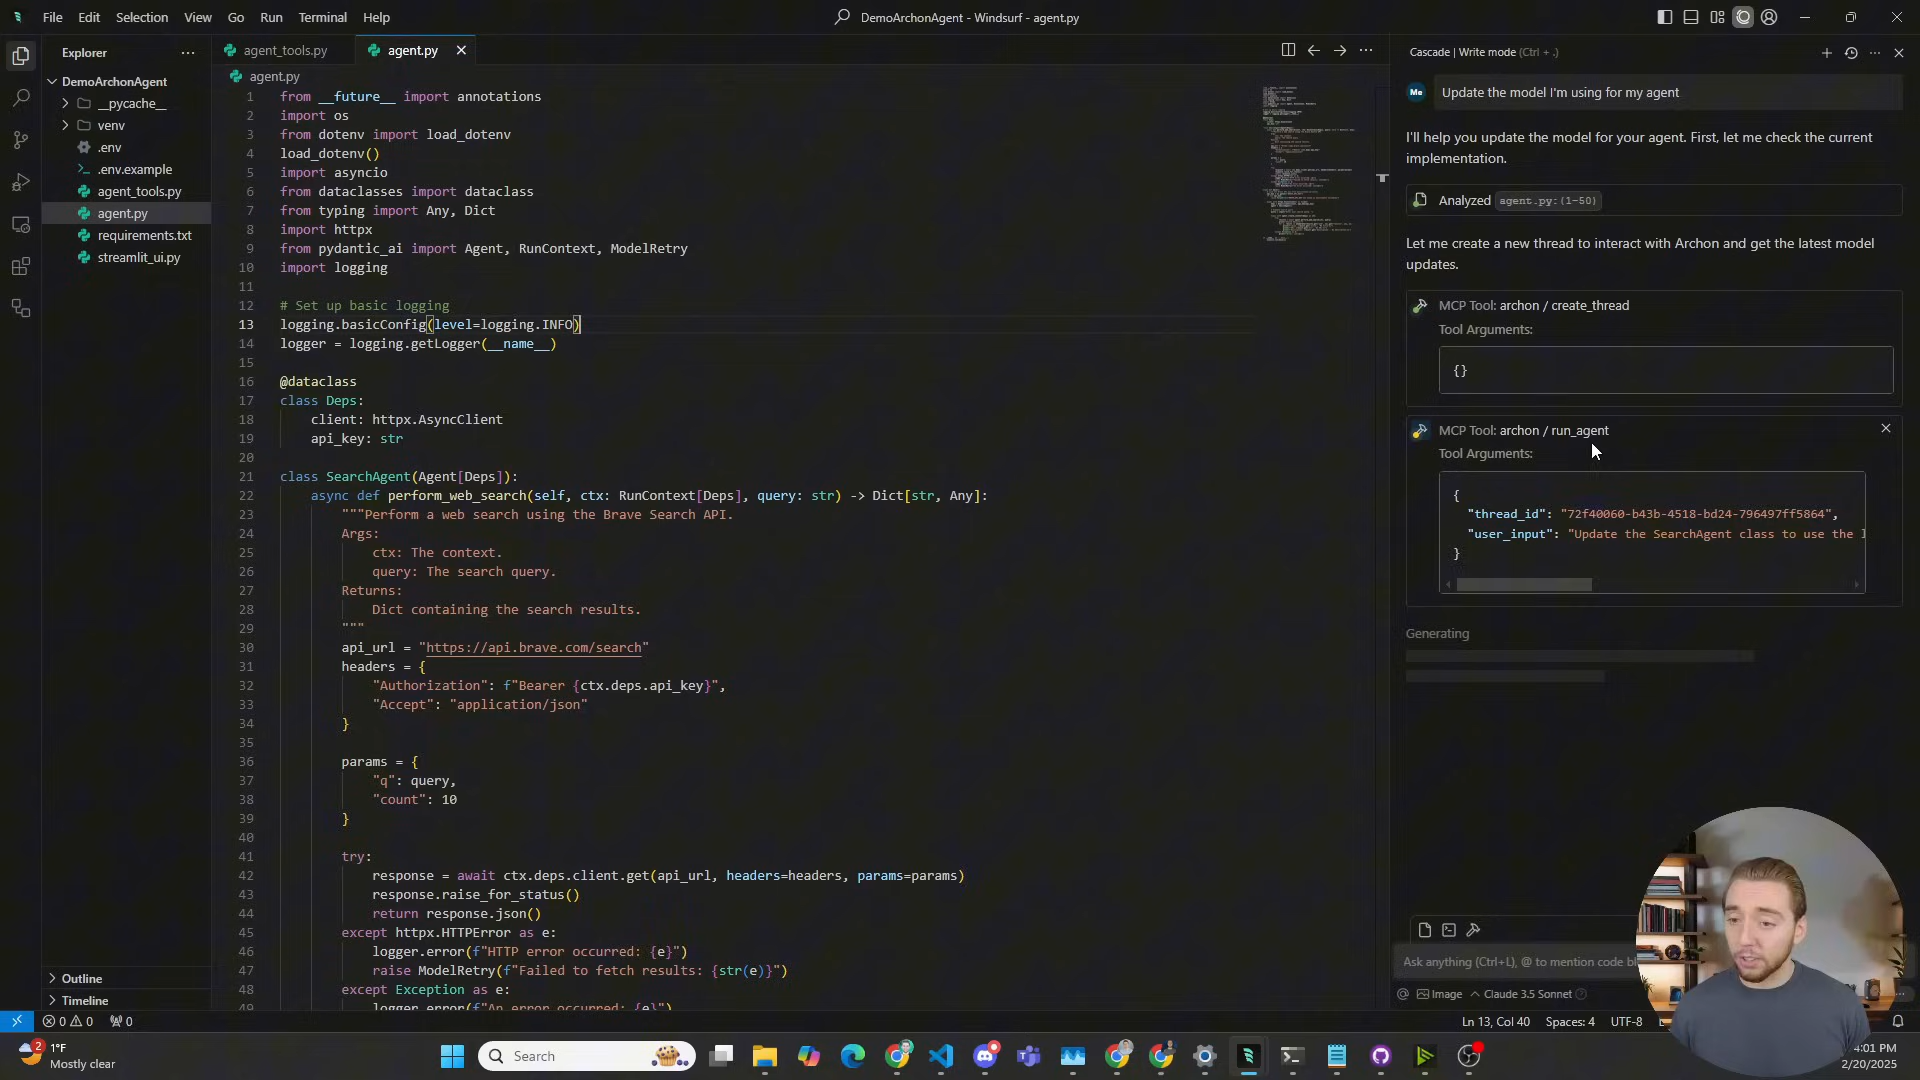 File Edit Selection View Go Run Terminal Help
DemoArchonAgent - Windsurf - agent.py
Explorer
DemoArchonAgent
__pycache__
venv
.env
.env.example
agent_tools.py
agent.py
requirements.txt
streamlit_ui.py
Outline
Timeline
agent_tools.py
agent.py
agent.py
1 from __future__ import annotations
2 import os
3 from dotenv import load_dotenv
4 load_dotenv()
5 import asyncio
6 from dataclasses import dataclass
7 from typing import Any, Dict
8 import httpx
9 from pydantic_ai import Agent, RunContext, ModelRetry
10 import logging
11
12 # Set up basic logging
13 logging.basicConfig(level=logging.INFO)
14 logger = logging.getLogger(__name__)
15
16 @dataclass
17 class Deps:
18 client: httpx.AsyncClient
19 api_key: str
20
21 class SearchAgent(Agent[Deps]):
22 async def perform_web_search(self, ctx: RunContext[Deps], query: str) -> Dict[str, Any]:
23 """Perform a web search using the Brave Search API.
24 Args:
25 ctx: The context.
26 query: The search query.
27 Returns:
28 Dict containing the search results.
29 """
30 api_url = "https://api.brave.com/search"
31 headers = {
32 "Authorization": f"Bearer {ctx.deps.api_key}",
33 "Accept": "application/json"
34 }
35
36 params = {
37 "q": query,
38 "count": 10
39 }
40
41 try:
42 response = await ctx.deps.client.get(api_url, headers=headers, params=params)
43 response.raise_for_status()
44 return response.json()
45 except httpx.HTTPError as e:
46 logger.error(f"HTTP error occurred: {e}")
47 raise ModelRetry(f"Failed to fetch results: {str(e)}")
48 except Exception as e:
49 logger.error(f"An error occurred: {e}")
Cascade | Write mode (Ctrl + .)
Me Update the model I'm using for my agent
I'll help you update the model for your agent. First, let me check the current
implementation.
Analyzed agent.py:(1-50)
Let me create a new thread to interact with Archon and get the latest model
updates.
MCP Tool: archon / create_thread
Tool Arguments:
{}
MCP Tool: archon / run_agent
Tool Arguments:
{
"thread_id": "72f40060-b43b-4518-bd24-796497ff5864",
"user_input": "Update the SearchAgent class to use the
}
Generating
Ask anything (Ctrl+L), @ to mention code
Image Claude 3.5 Sonnet
0 0 0
Ln 13, Col 40 Spaces: 4 UTF-8
2
1°F
Mostly clear
Search
4:01 PM
2/20/2025